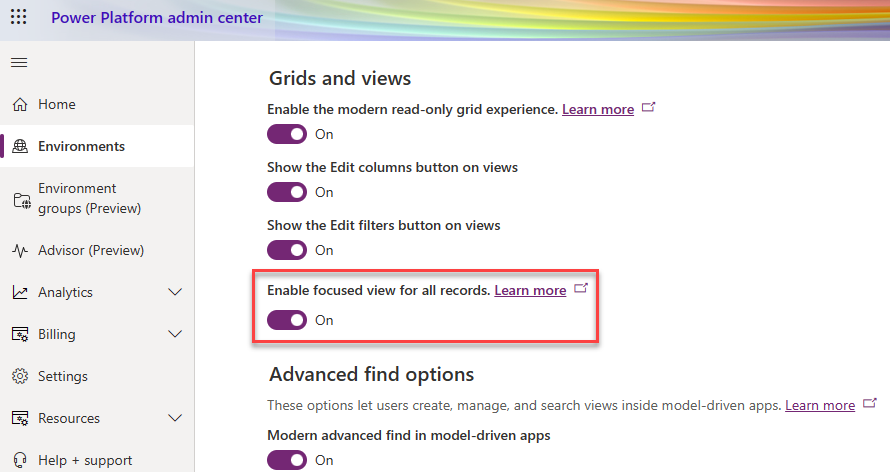 Power Platform admin center
Home
Environments
Environment
groups (Preview)
Advisor (Preview)
Analytics
Billing
Settings
Resources
Help + support
Grids and views
Enable the modern read-only grid experience. Learn more
On
Show the Edit columns button on views
On
Show the Edit filters button on views
On
Enable focused view for all records. Learn more
On
Advanced find options
These options let users create, manage, and search views inside model-driven apps. Learn more
Modern advanced find in model-driven apps
On